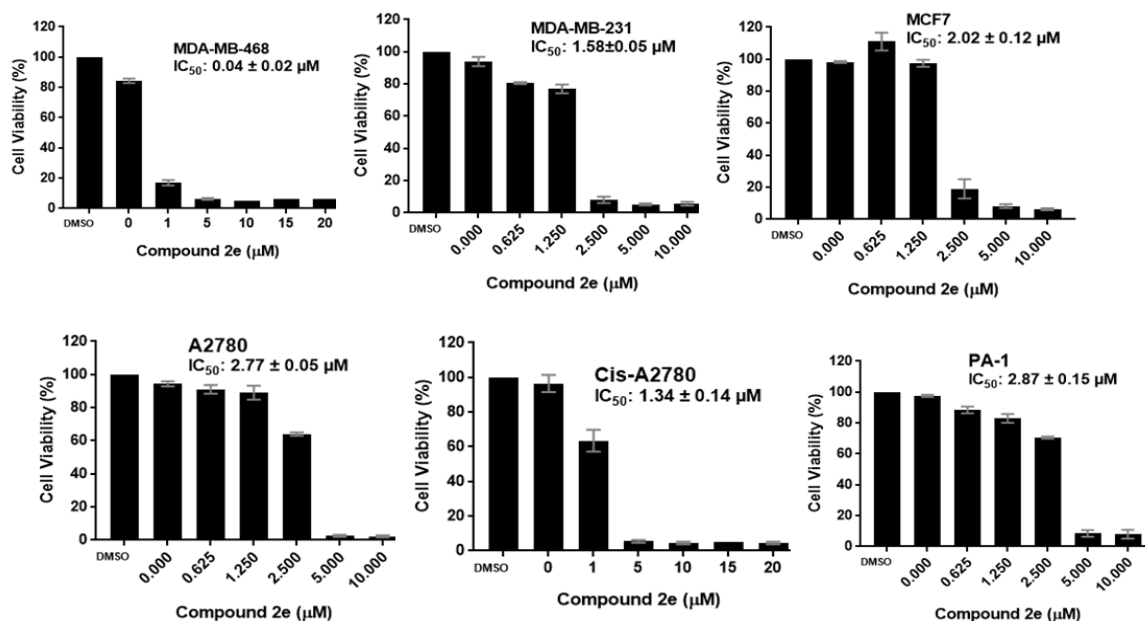 MDA-MB-468
IC50: 0.04 ± 0.02 µM
Cell Viability (%)
120
100
80
60
40
20
0
DMSO 0 1 5 10 15 20
Compound 2e (µM)
MDA-MB-231
IC50: 1.58±0.05 µM
Cell Viability (%)
120
100
80
60
40
20
0
DMSO 0.000 0.625 1.250 2.500 5.000 10.000
Compound 2e (µM)
MCF7
IC50: 2.02 ± 0.12 µM
Cell Viability (%)
120
100
80
60
40
20
0
DMSO 0.000 0.625 1.250 2.500 5.000 10.000
Compound 2e (µM)
A2780
IC50: 2.77 ± 0.05 µM
Cell Viability (%)
120
100
80
60
40
20
0
DMSO 0.000 0.625 1.250 2.500 5.000 10.000
Compound 2e (µM)
Cis-A2780
IC50: 1.34 ± 0.14 µM
Cell Viability (%)
120
100
80
60
40
20
0
DMSO 0 1 5 10 15 20
Compound 2e (µM)
PA-1
IC50: 2.87 ± 0.15 µM
Cell Viability (%)
120
100
80
60
40
20
0
DMSO 0.000 0.625 1.250 2.500 5.000 10.000
Compound 2e (µM)